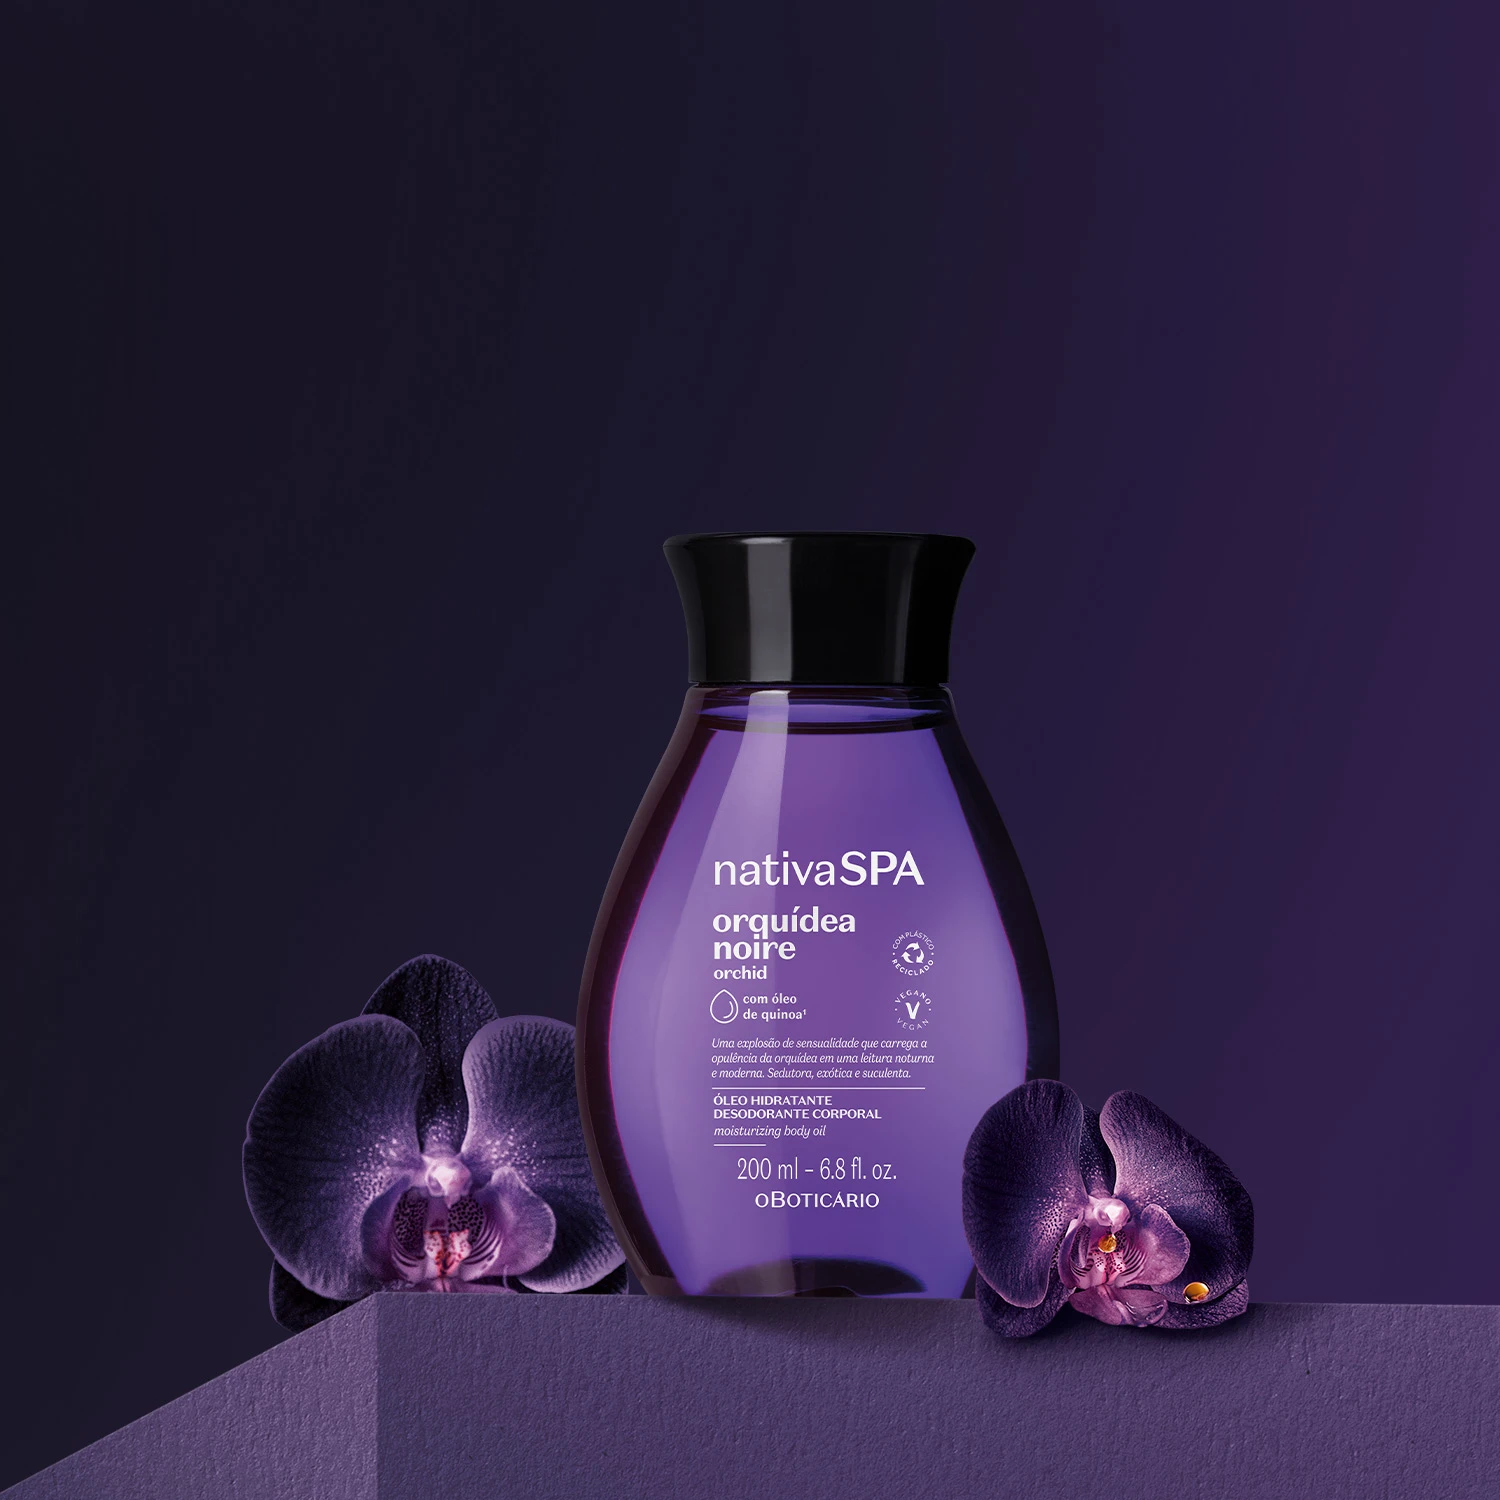 nativaSPA
orquídea
noire
orchid
com óleo
de quinoa¹
COM PLÁSTICO
RECICLADO
VEGANO
V
VEGAN
Uma explosão de sensualidade que carrega a
opulência da orquídea em uma leitura noturna
e moderna. Sedutora, exótica e suculenta.
ÓLEO HIDRATANTE
DESODORANTE CORPORAL
moisturizing body oil
200 ml – 6.8 fl. oz.
oBOTICÁRIO